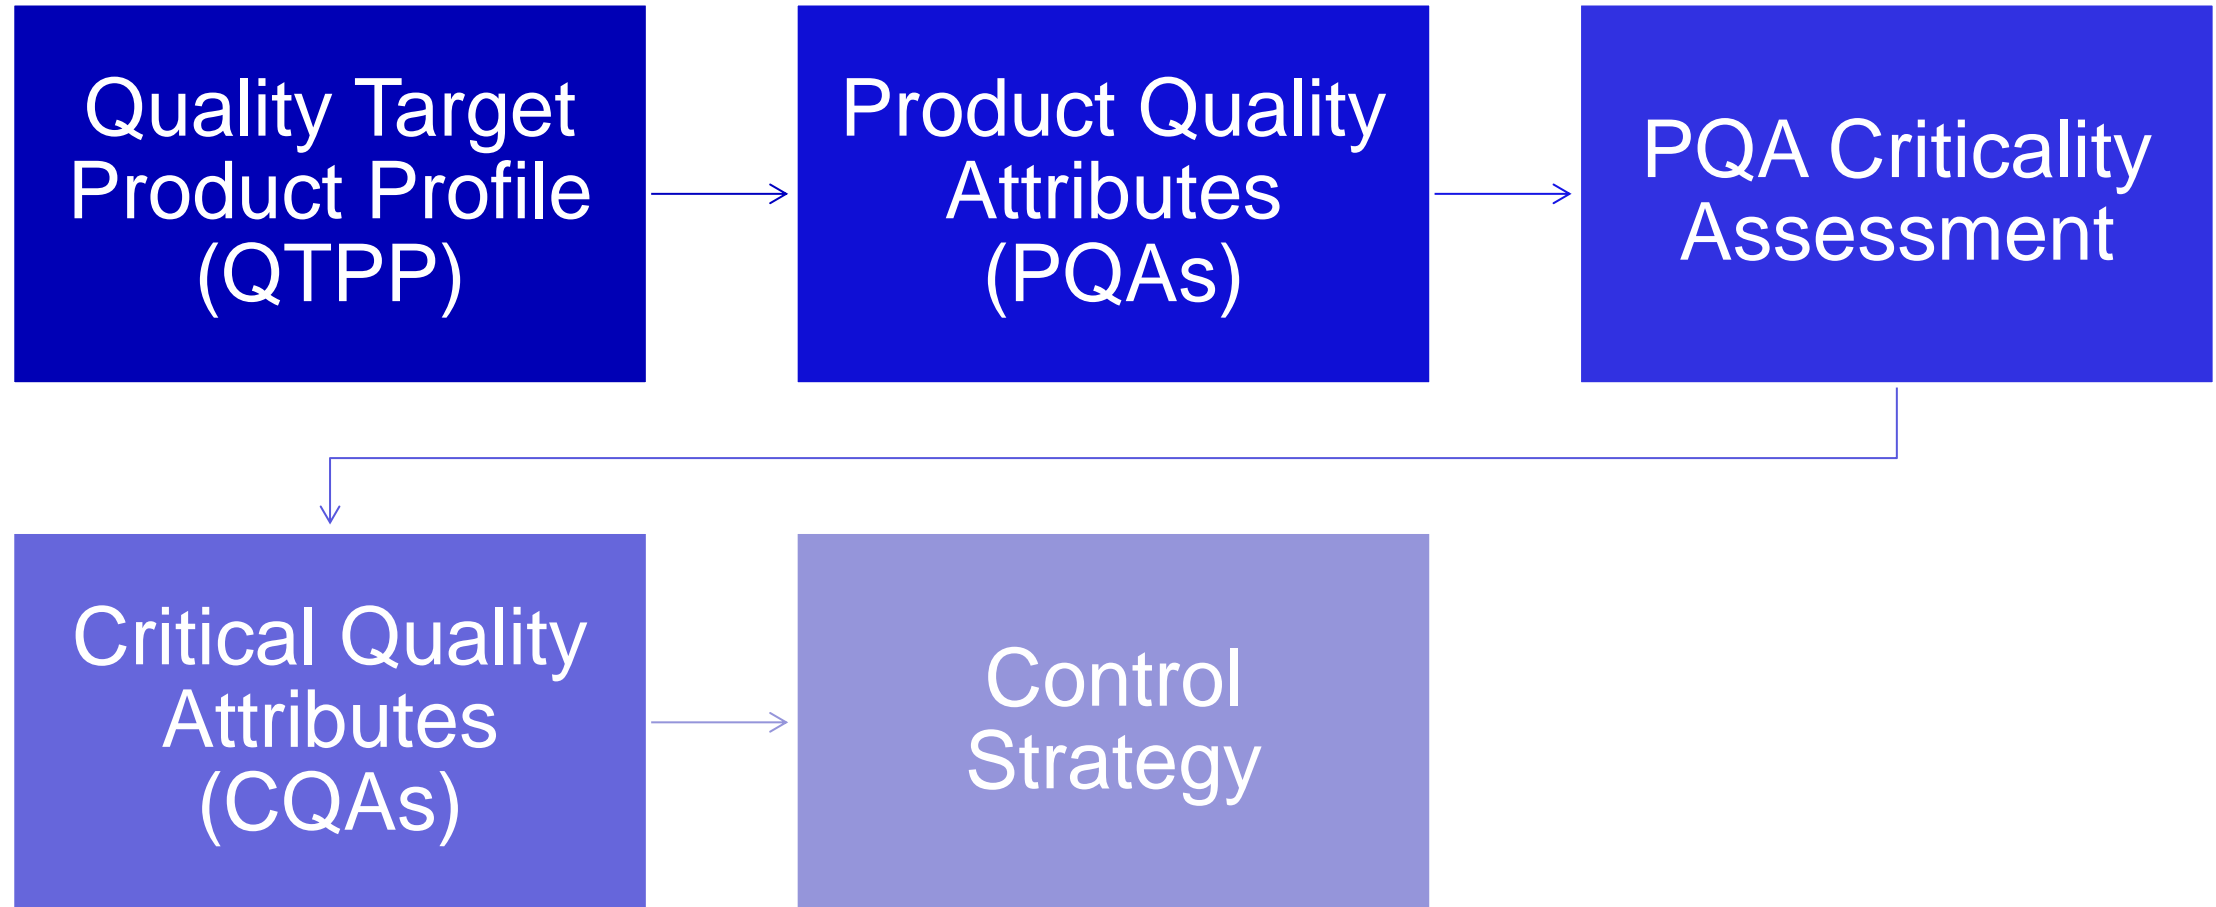 Quality Target
Product Profile
(QTPP)
Product Quality
Attributes
(PQAs)
PQA Criticality
Assessment
Critical Quality
Attributes
(CQAs)
Control
Strategy